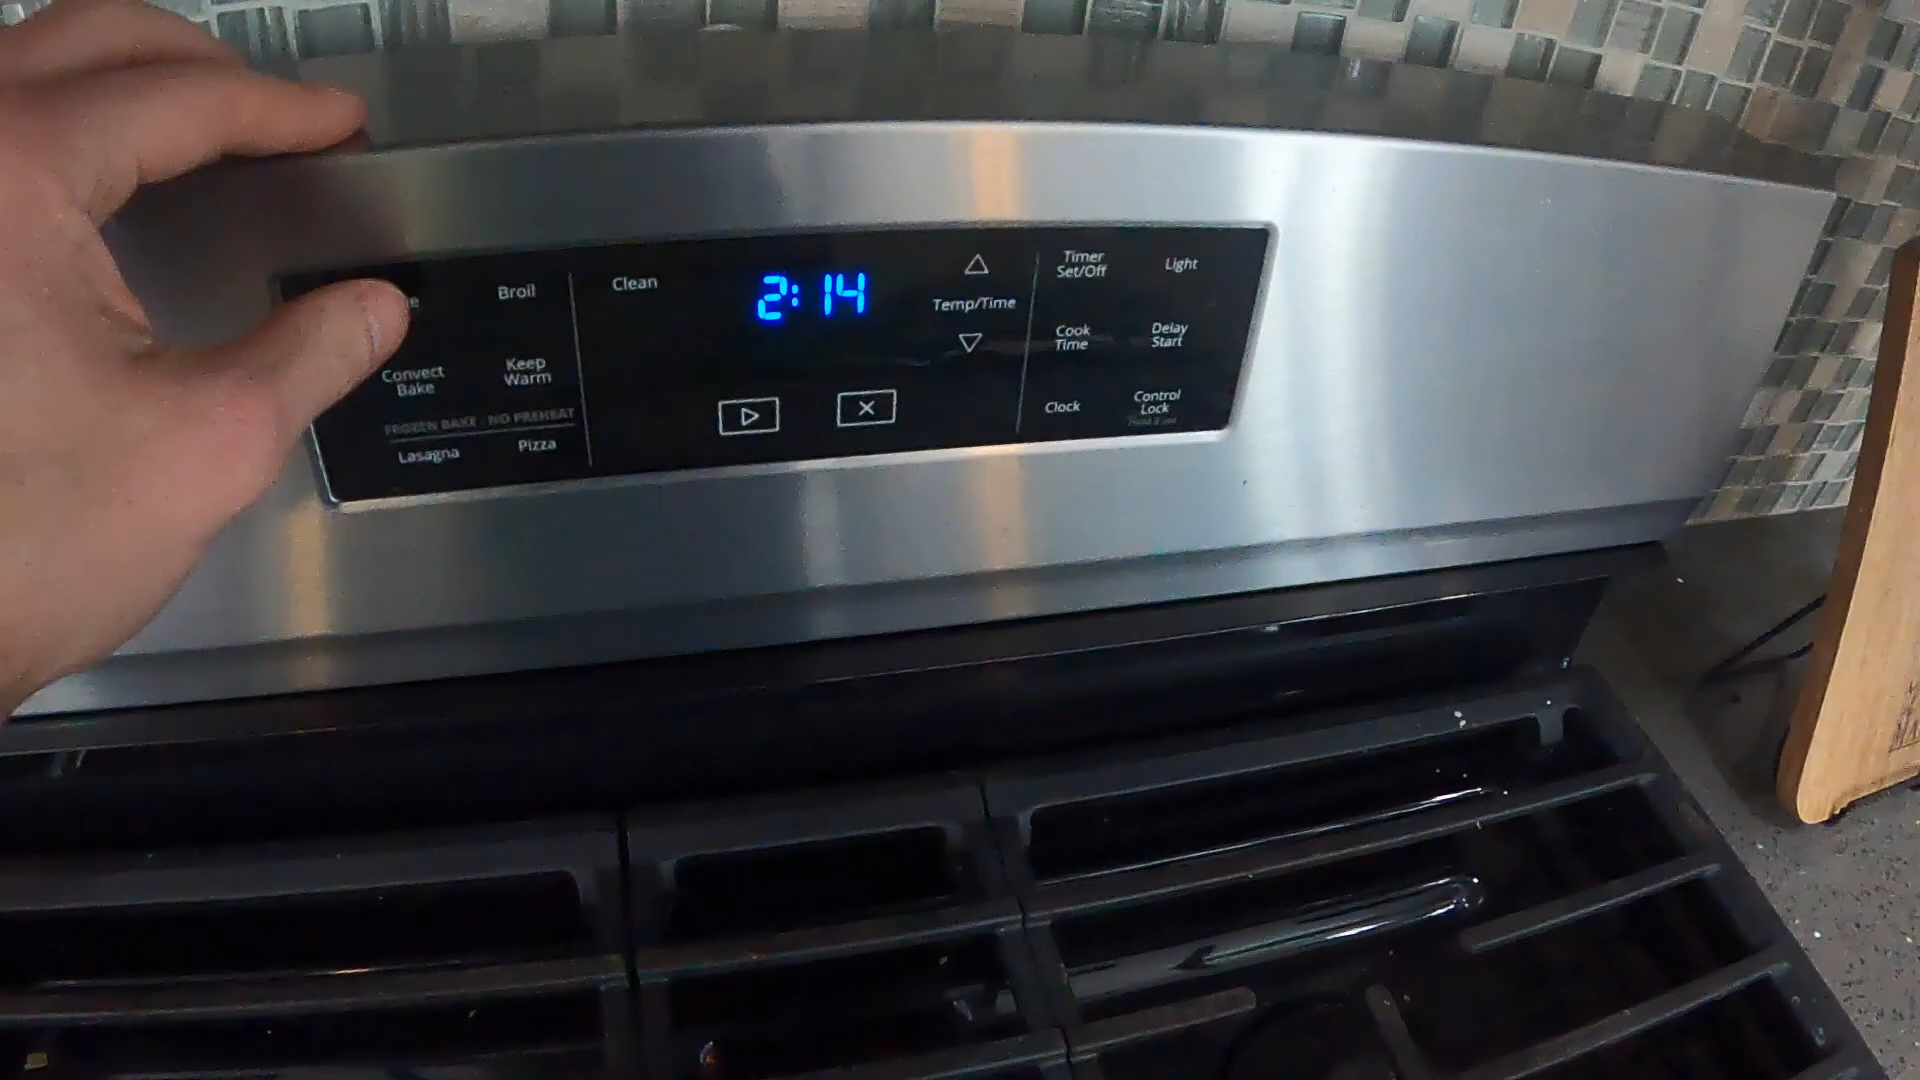 Broil
Convect
Bake
Keep
Warm
FROZEN BAKE NO PREHEAT
Lasagna
Pizza
Clean
2:14
Temp/Time
Timer
Set/Off
Light
Cook
Time
Delay
Start
Clock
Control
Lock